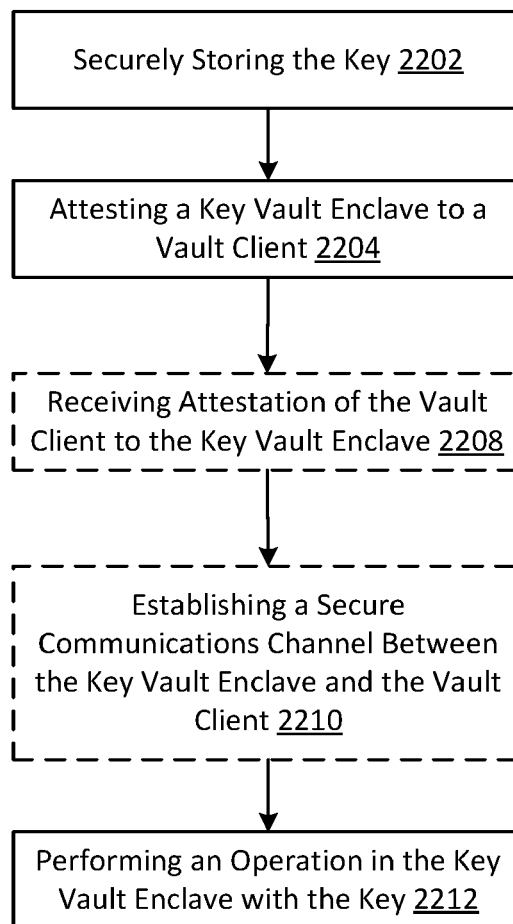 Securely Storing the Key 2202
Attesting a Key Vault Enclave to a
Vault Client 2204
Receiving Attestation of the Vault
Client to the Key Vault Enclave 2208
Establishing a Secure
Communications Channel Between
the Key Vault Enclave and the Vault
Client 2210
Performing an Operation in the Key
Vault Enclave with the Key 2212